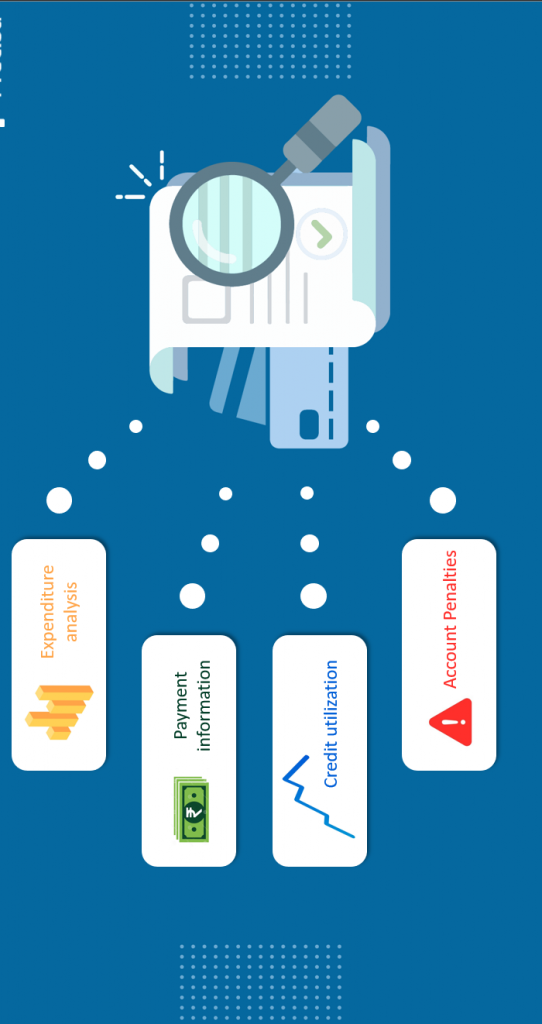 Expenditure
analysis
Payment
information
Credit utilization
Account Penalties